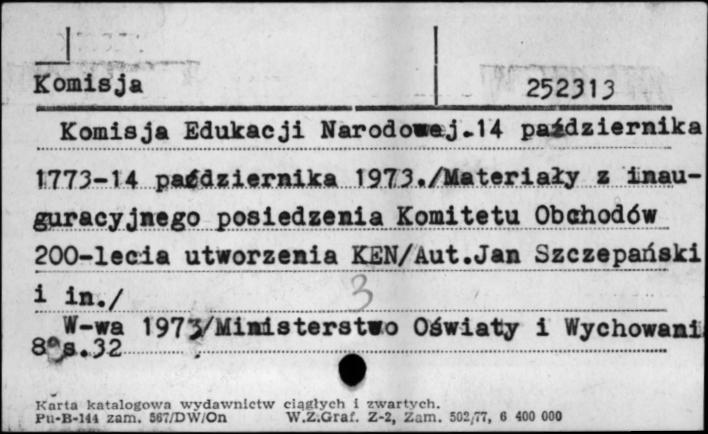 Komisja 252313
Komisja Edukacji Narodowej.14 października
1773-14 października 1973./Materiały z inau-
guracyjnego posiedzenia Komitetu Obchodów
200-lecia utworzenia KEN/Aut.Jan Szczepański
i in./ 3
W-wa 1973/Ministerstwo Oświaty i Wychowani
8° s.32
Karta katalogowa wydawnictw ciągłych i zwartych.
Pu-B-144 zam. 567/DW/On W.Z.Graf. Z-2, Zam. 502/77, 6 400 000